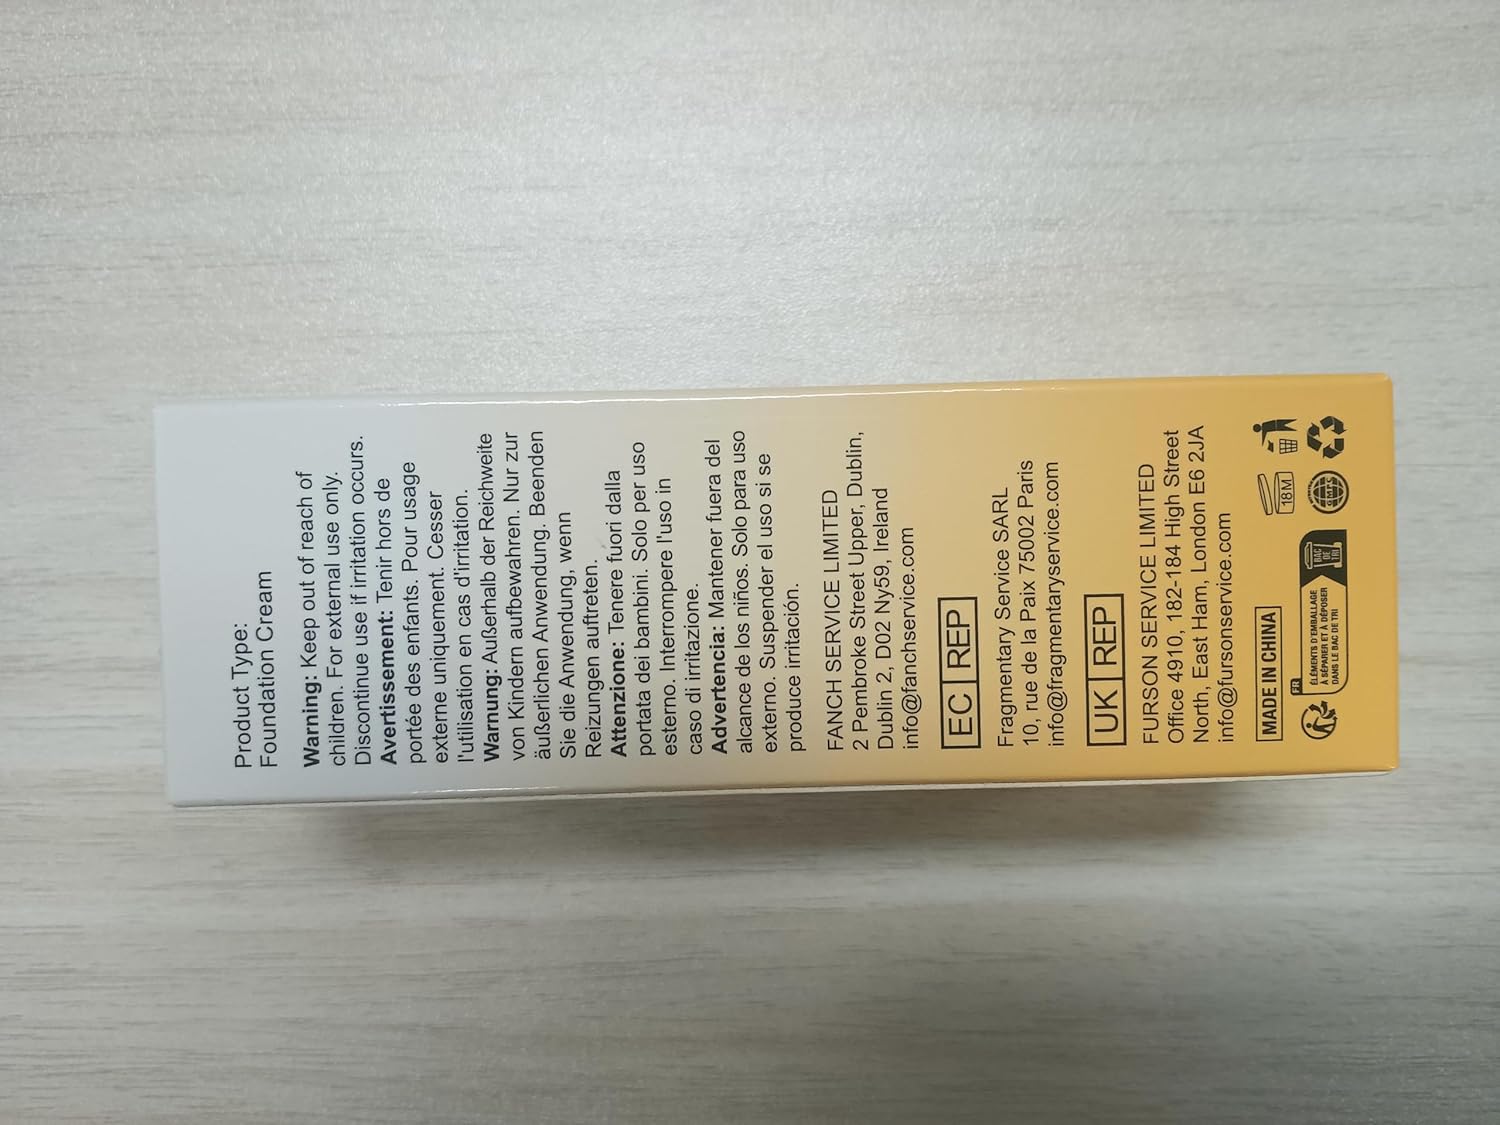 Product Type:
Foundation Cream
Warning: Keep out of reach of
children. For external use only.
Discontinue use if irritation occurs.
Avertissement: Tenir hors de
portée des enfants. Pour usage
externe uniquement. Cesser
l'utilisation en cas d'irritation.
Warnung: Außerhalb der Reichweite
von Kindern aufbewahren. Nur zur
äußerlichen Anwendung. Beenden
Sie die Anwendung, wenn
Reizungen auftreten.
Attenzione: Tenere fuori dalla
portata dei bambini. Solo per uso
esterno. Interrompere l'uso in
caso di irritazione.
Advertencia: Mantener fuera del
alcance de los niños. Solo para uso
externo. Suspender el uso si se
produce irritación.
FANCH SERVICE LIMITED
2 Pembroke Street Upper, Dublin,
Dublin 2, D02 Ny59, Ireland
info@fanchservice.com
EC REP
Fragmentary Service SARL
10, rue de la Paix 75002 Paris
info@fragmentaryservice.com
UK REP
FURSON SERVICE LIMITED
Office 4910, 182-184 High Street
North, East Ham, London E6 2JA
info@fursonservice.com
MADE IN CHINA
18M
FR
ÉLÉMENTS D'EMBALLAGE
À SÉPARER ET À DÉPOSER
DANS LE BAC DE TRI
BAC
DE
TRI